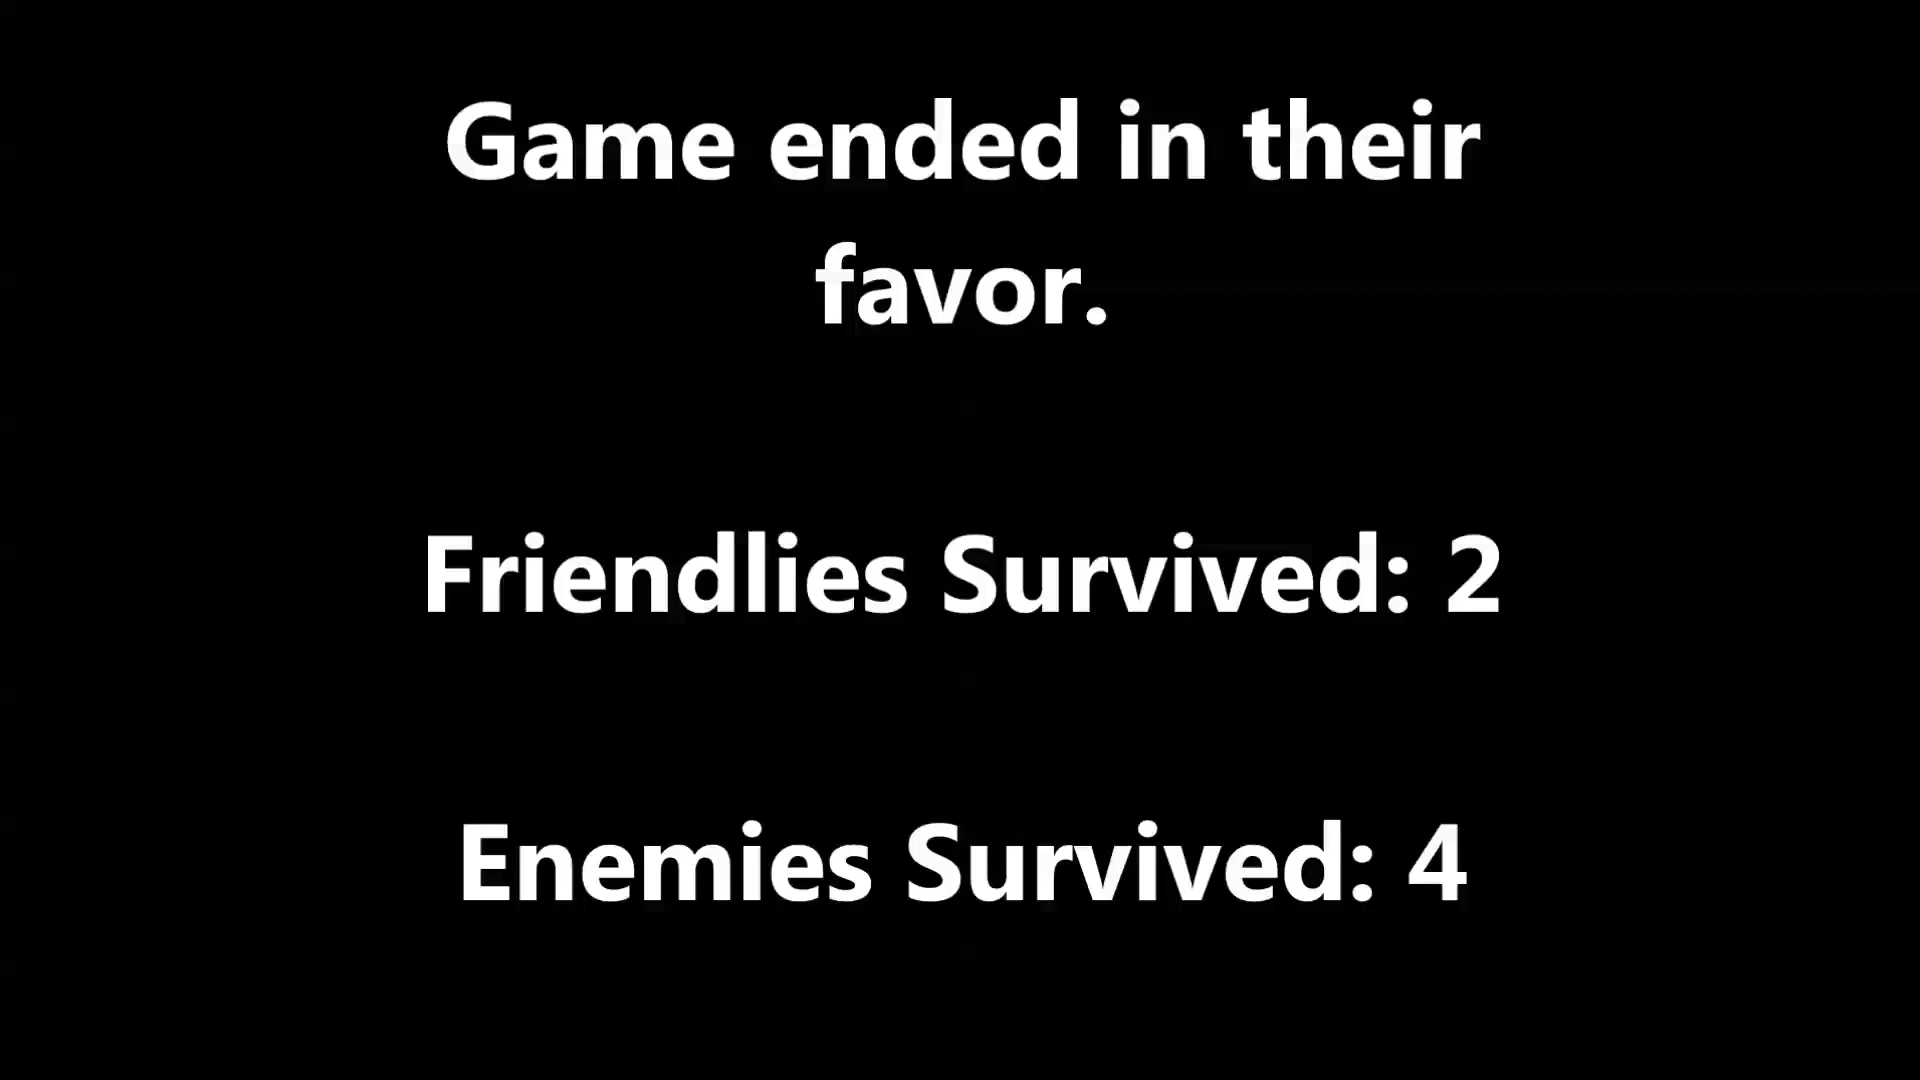 Game ended in their
favor.
Friendlies Survived: 2
Enemies Survived: 4